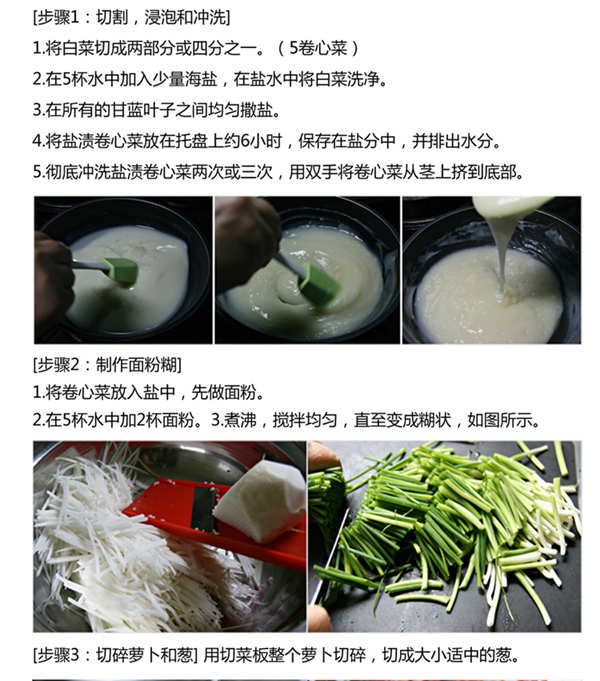 [步骤1：切割，浸泡和冲洗]
1.将白菜切成两部分或四分之一。（5卷心菜）
2.在5杯水中加入少量海盐，在盐水中将白菜洗净。
3.在所有的甘蓝叶子之间均匀撒盐。
4.将盐渍卷心菜放在托盘上约6小时，保存在盐分中，并排出水分。
5.彻底冲洗盐渍卷心菜两次或三次，用双手将卷心菜从茎上挤到底部。
[步骤2：制作面粉糊]
1.将卷心菜放入盐中，先做面粉。
2.在5杯水中加2杯面粉。3.煮沸，搅拌均匀，直至变成糊状，如图所示。
[步骤3：切碎萝卜和葱] 用切菜板整个萝卜切碎，切成大小适中的葱。